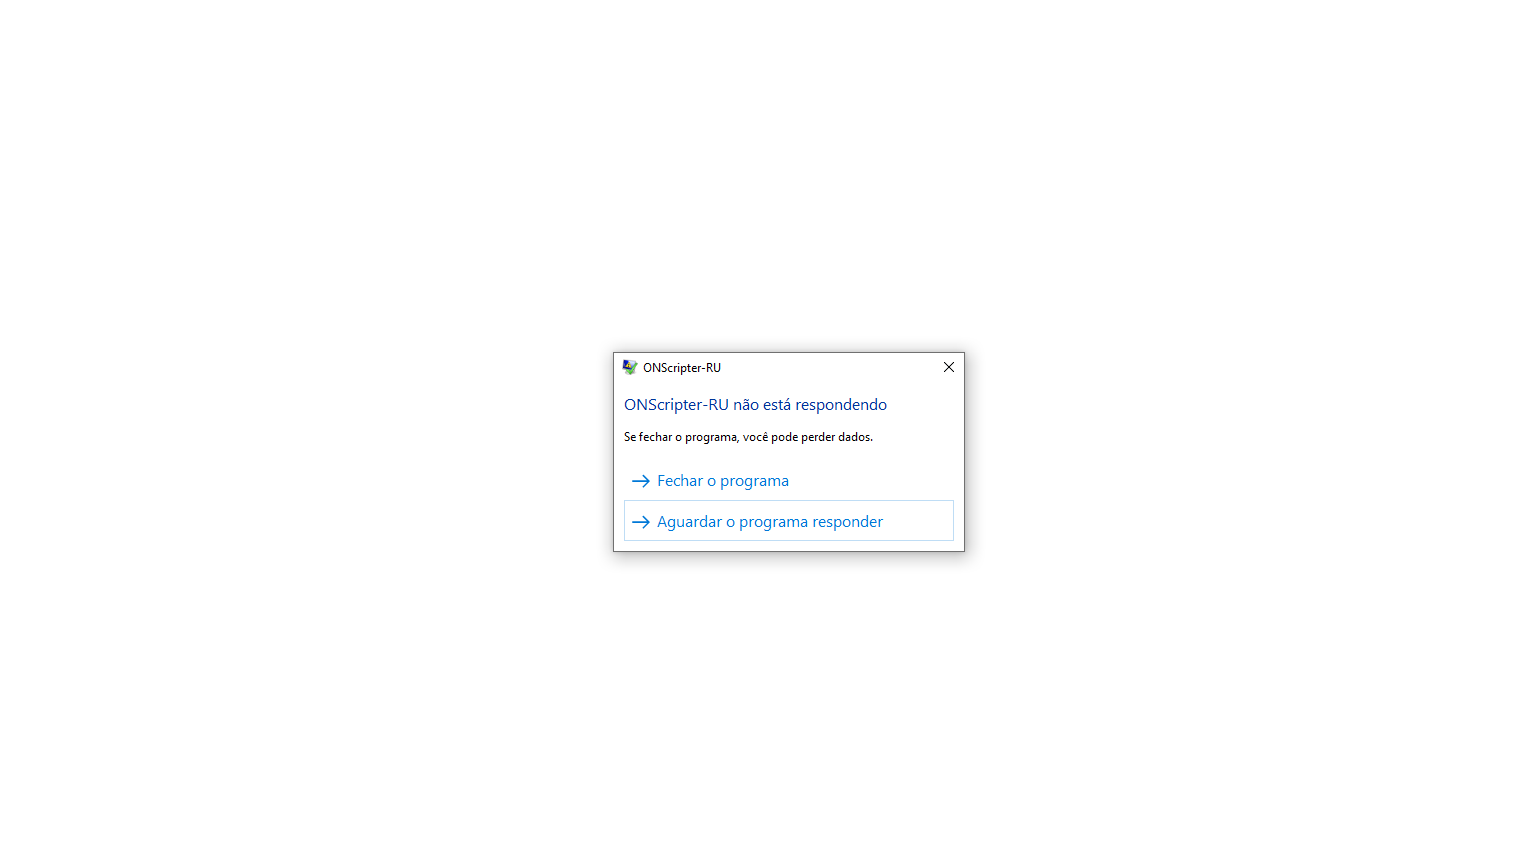 ONScripter-RU
ONScripter-RU não está respondendo
Se fechar o programa, você pode perder dados.
Fechar o programa
Aguardar o programa responder